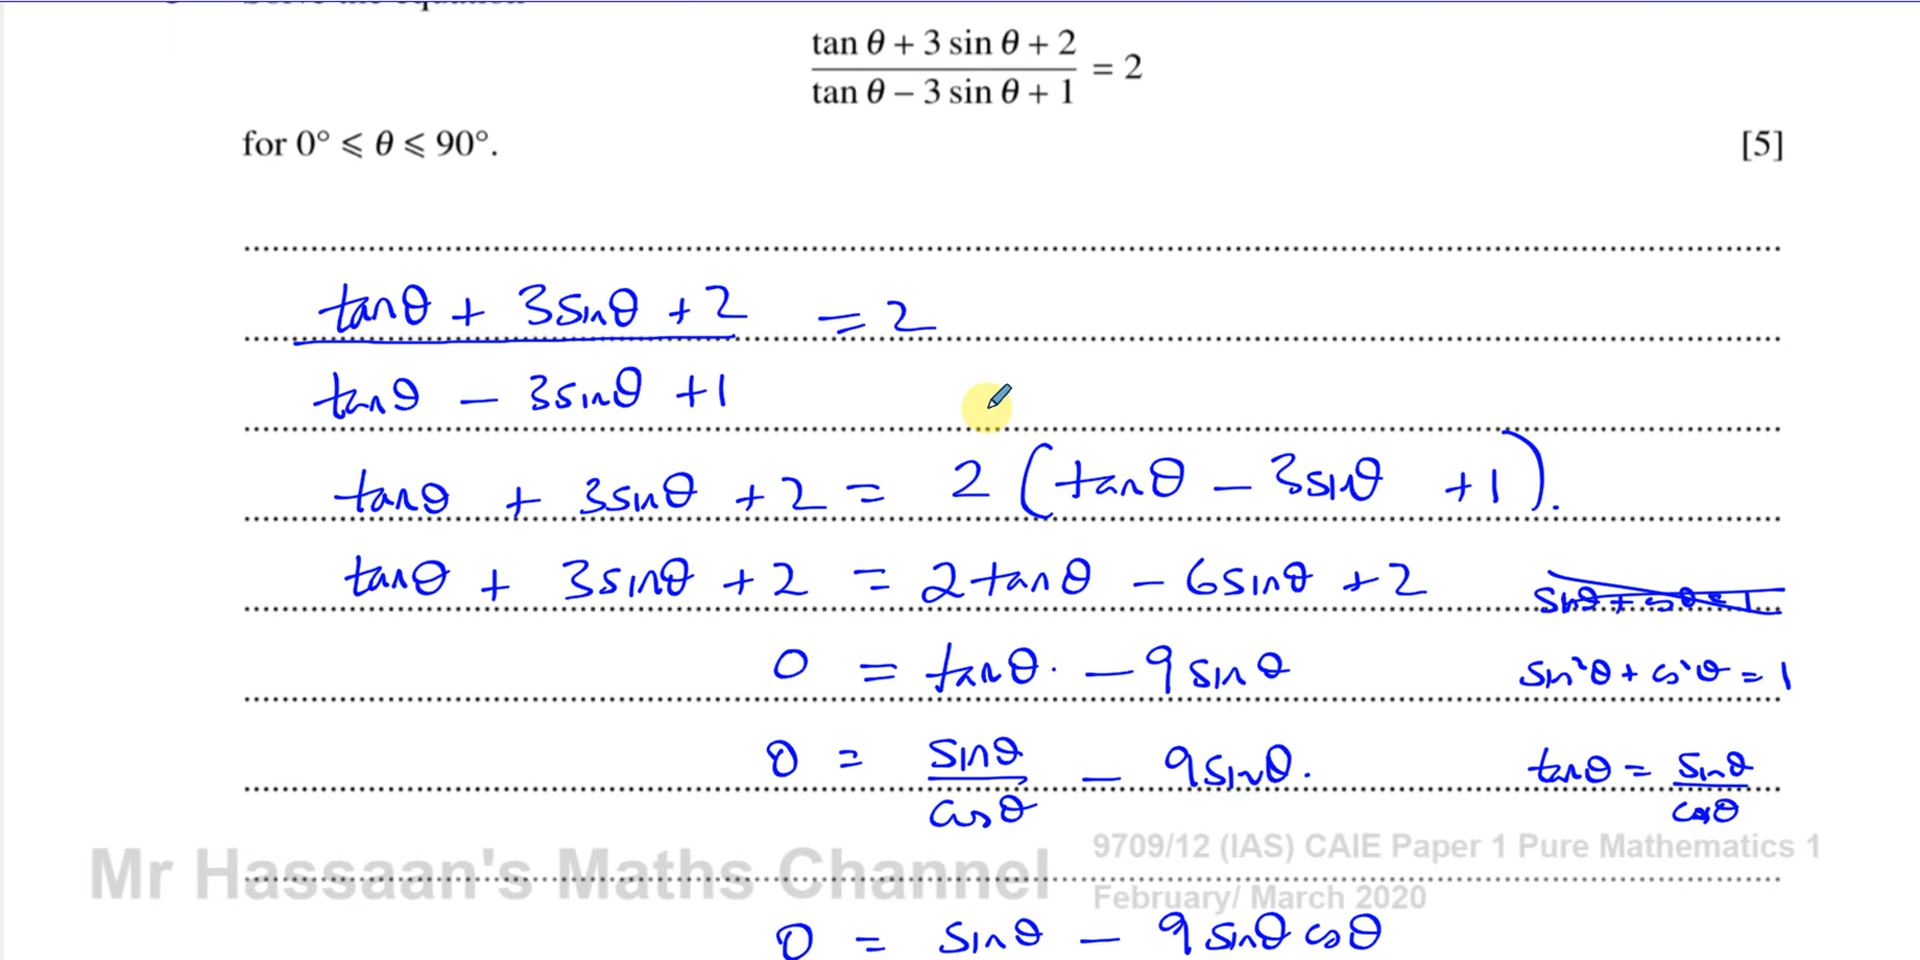 tan θ + 3 sin θ + 2
tan θ − 3 sin θ + 1
= 2
for 0° ⩽ θ ⩽ 90°.
[5]
tanθ + 3sinθ + 2 = 2
tanθ − 3sinθ + 1
tanθ + 3sinθ + 2 = 2 (tanθ − 3sinθ + 1).
tanθ + 3sinθ + 2 = 2tanθ − 6sinθ + 2
sinθ + cosθ = 1
0 = tanθ. − 9sinθ
sin²θ + cos²θ = 1
0 = sinθ/cosθ − 9sinθ.
tanθ = sinθ/cosθ
Mr Hassaan's Maths Channel
9709/12 (IAS) CAIE Paper 1 Pure Mathematics 1
February/ March 2020
0 = sinθ − 9sinθcosθ